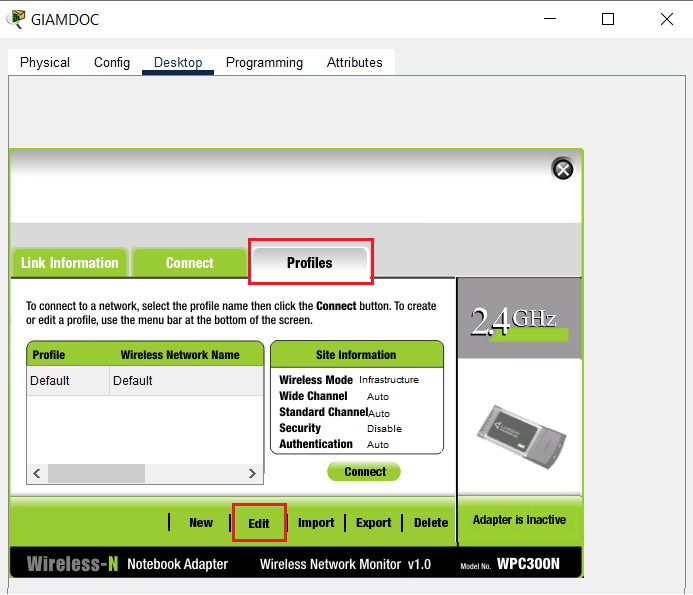 GIAMDOC
Physical Config Desktop Programming Attributes
Link Information Connect Profiles
To connect to a network, select the profile name then click the Connect button. To create
or edit a profile, use the menu bar at the bottom of the screen.
2.4GHz
Profile Wireless Network Name
Default Default
Site Information
Wireless Mode Infrastructure
Wide Channel Auto
Standard Channel Auto
Security Disable
Authentication Auto
Connect
New Edit Import Export Delete
Adapter is Inactive
Wireless-N Notebook Adapter Wireless Network Monitor v1.0 Model No. WPC300N